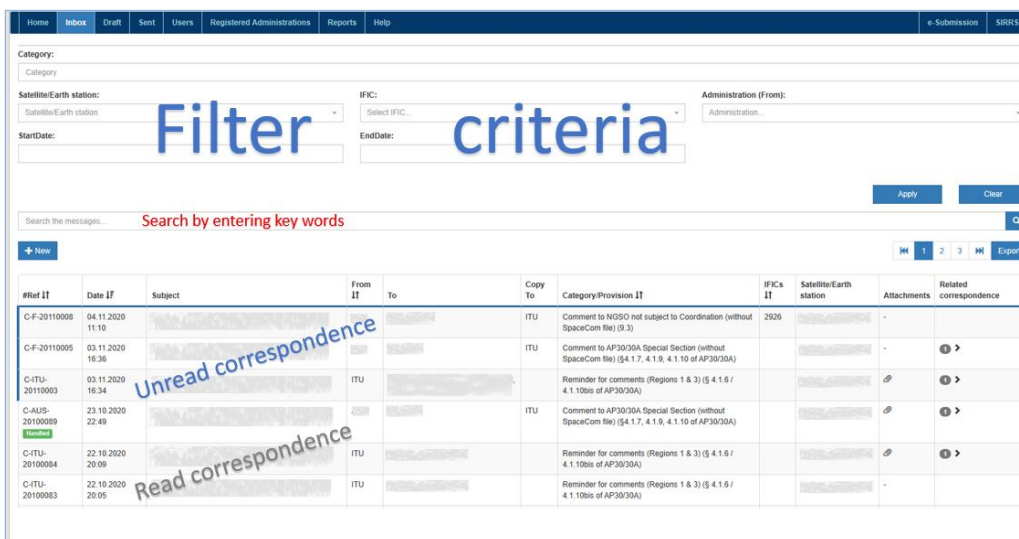 Home Inbox Draft Sent Users Registered Administrations Reports Help e-Submission SIRRS
Category:
Category
Satellite/Earth station: IFIC: Administration (From):
Satellite/Earth station Select IFIC... Administration...
Filter criteria
StartDate: EndDate:
Apply Clear
Search the messages... Search by entering key words
+ New 1 2 3 Export
#Ref Date Subject From To Copy To Category/Provision IFICs Satellite/Earth station Attachments Related correspondence
C-F-20110008 04.11.2020 11:10 ITU Comment to NGSO not subject to Coordination (without SpaceCom file) (9.3) 2926 -
C-F-20110005 03.11.2020 16:36 ITU Comment to AP30/30A Special Section (without SpaceCom file) (§4.1.7, 4.1.9, 4.1.10 of AP30/30A) - 1
Unread correspondence
C-ITU-20110003 03.11.2020 16:34 ITU Reminder for comments (Regions 1 & 3) (§ 4.1.6 / 4.1.10bis of AP30/30A) 1
C-AUS-20100089 23.10.2020 22:49 ITU Comment to AP30/30A Special Section (without SpaceCom file) (§4.1.7, 4.1.9, 4.1.10 of AP30/30A) 1
Handled
C-ITU-20100084 22.10.2020 20:09 ITU Reminder for comments (Regions 1 & 3) (§ 4.1.6 / 4.1.10bis of AP30/30A) 1
Read correspondence
C-ITU-20100083 22.10.2020 20:05 ITU Reminder for comments (Regions 1 & 3) (§ 4.1.6 / 4.1.10bis of AP30/30A) -